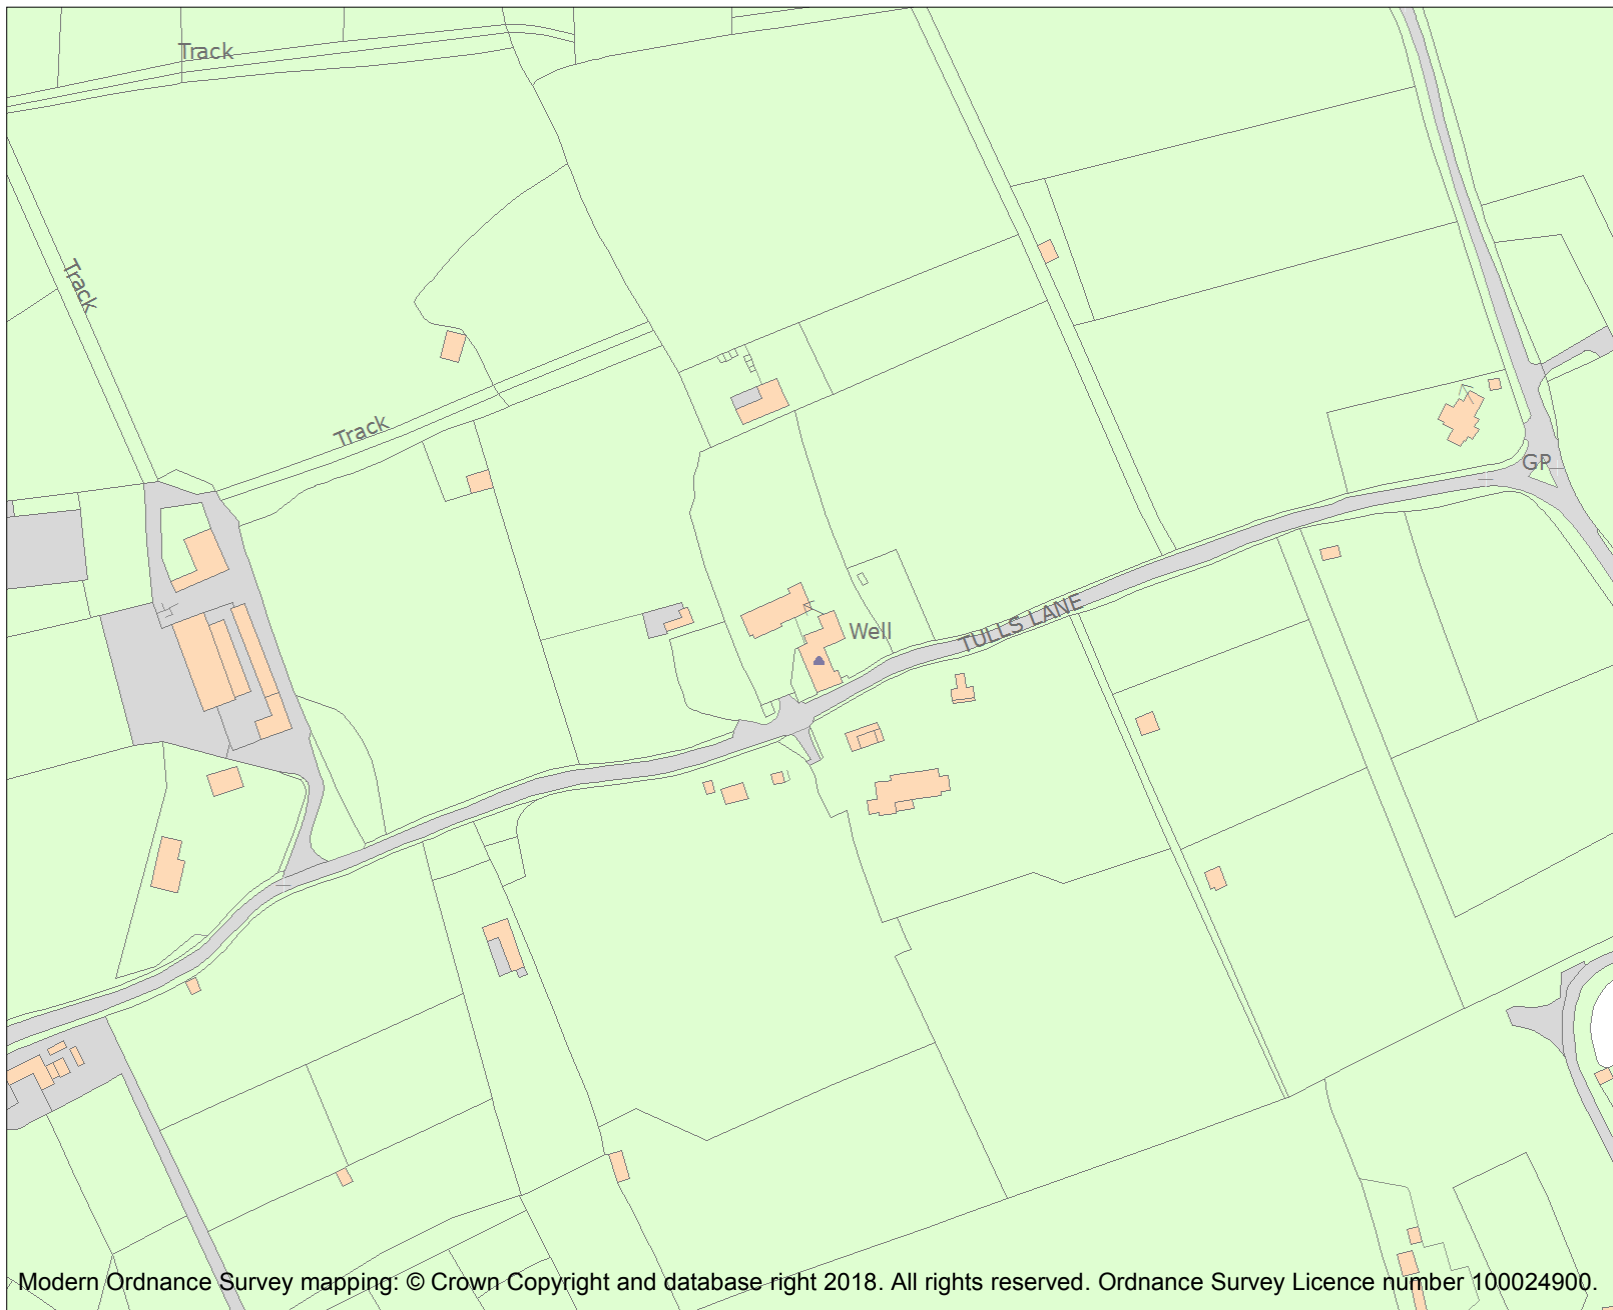 Track
Track
Track
GP
TULLS LANE
Well
Modern Ordnance Survey mapping: © Crown Copyright and database right 2018. All rights reserved. Ordnance Survey Licence number 100024900.